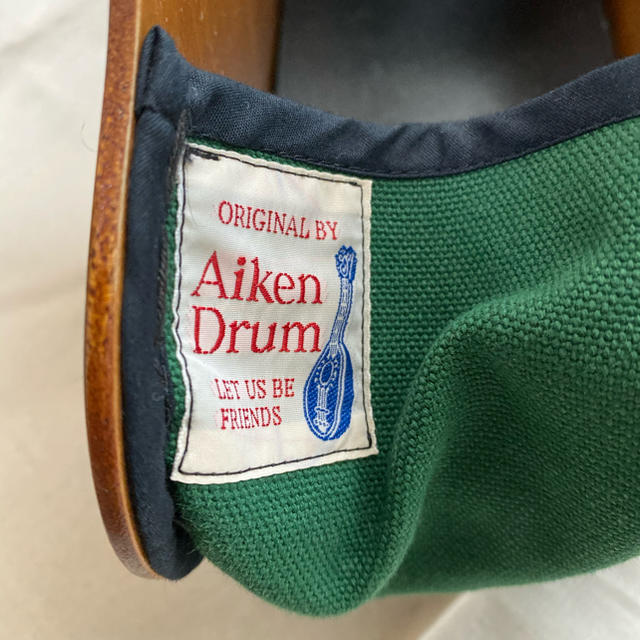 ORIGINAL BY
Aiken
Drum
LET US BE
FRIENDS